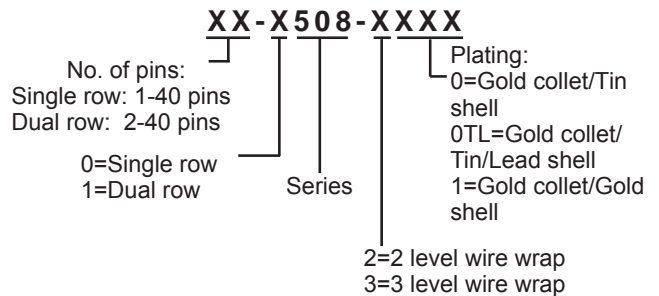 XX-X508-XXXX
No. of pins:
Single row: 1-40 pins
Dual row: 2-40 pins
0=Single row
1=Dual row
Series
Plating:
0=Gold collet/Tin
shell
0TL=Gold collet/
Tin/Lead shell
1=Gold collet/Gold
shell
2=2 level wire wrap
3=3 level wire wrap